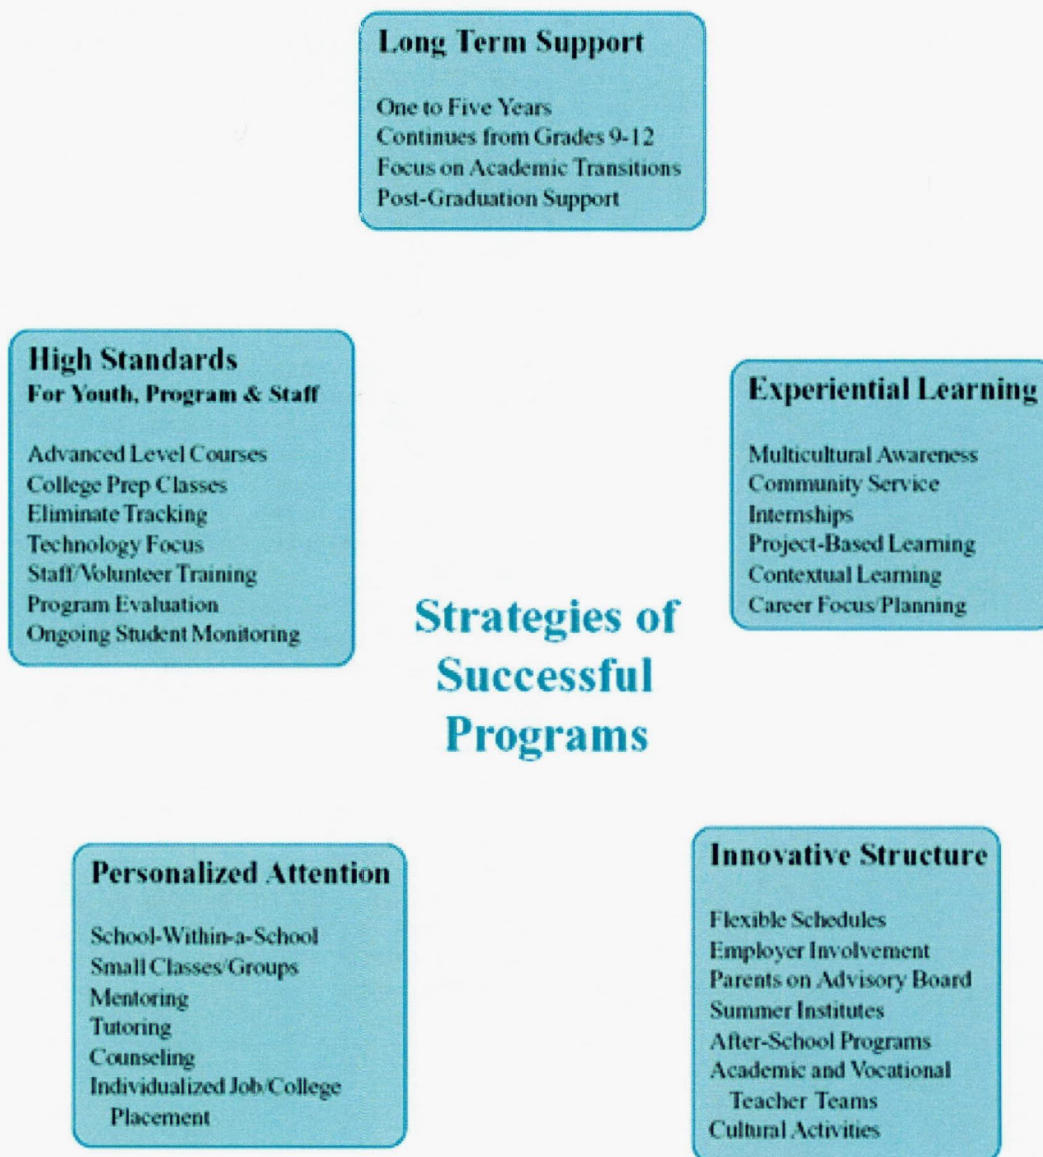 Long Term Support
One to Five Years
Continues from Grades 9-12
Focus on Academic Transitions
Post-Graduation Support
High Standards
For Youth, Program & Staff
Advanced Level Courses
College Prep Classes
Eliminate Tracking
Technology Focus
Staff/Volunteer Training
Program Evaluation
Ongoing Student Monitoring
Experiential Learning
Multicultural Awareness
Community Service
Internships
Project-Based Learning
Contextual Learning
Career Focus/Planning
Strategies of
Successful
Programs
Personalized Attention
School-Within-a-School
Small Classes/Groups
Mentoring
Tutoring
Counseling
Individualized Job/College
Placement
Innovative Structure
Flexible Schedules
Employer Involvement
Parents on Advisory Board
Summer Institutes
After-School Programs
Academic and Vocational
Teacher Teams
Cultural Activities